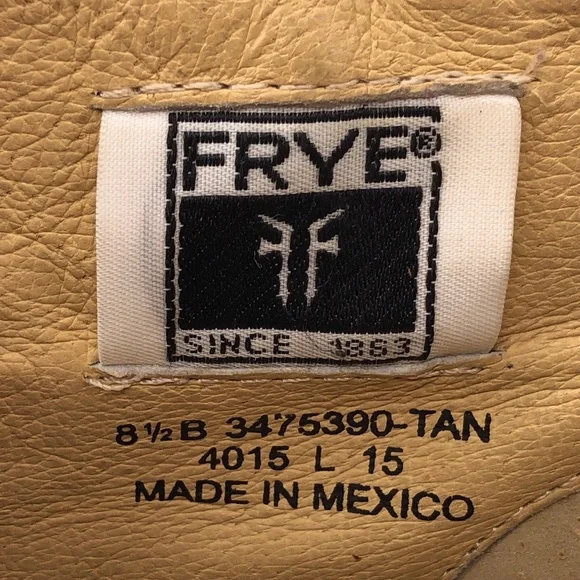 FRYE®
SINCE 1863
8½B 3475390-TAN
4015 L 15
MADE IN MEXICO